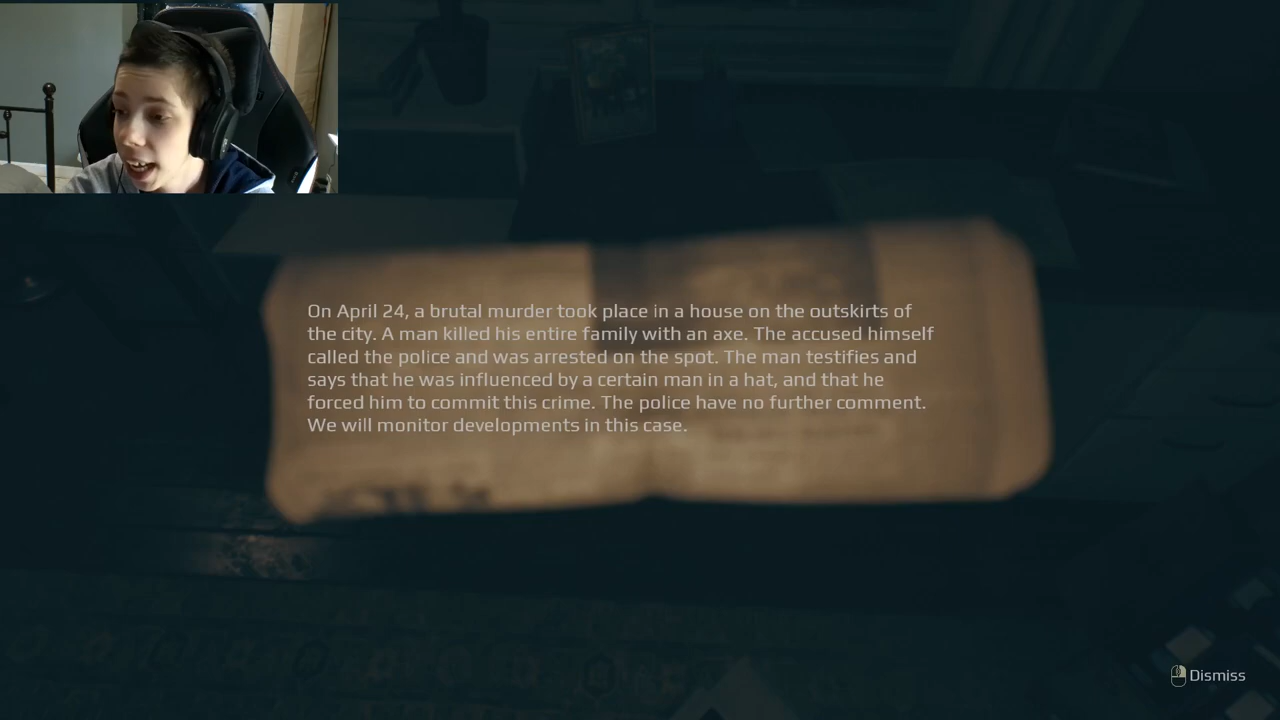 On April 24, a brutal murder took place in a house on the outskirts of
the city. A man killed his entire family with an axe. The accused himself
called the police and was arrested on the spot. The man testifies and
says that he was influenced by a certain man in a hat, and that he
forced him to commit this crime. The police have no further comment.
We will monitor developments in this case.
Dismiss